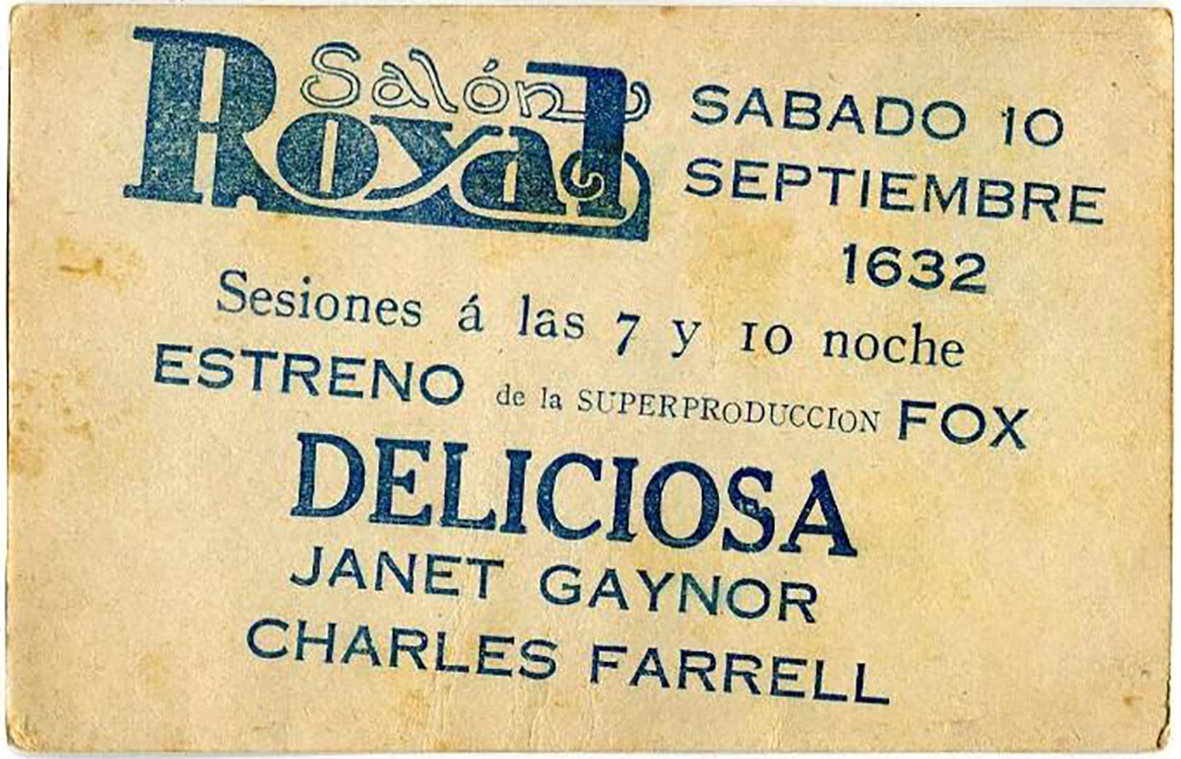 Salón
Royal
SABADO 10
SEPTIEMBRE
1632
Sesiones á las 7 y 10 noche
ESTRENO de la SUPERPRODUCCION FOX
DELICIOSA
JANET GAYNOR
CHARLES FARRELL